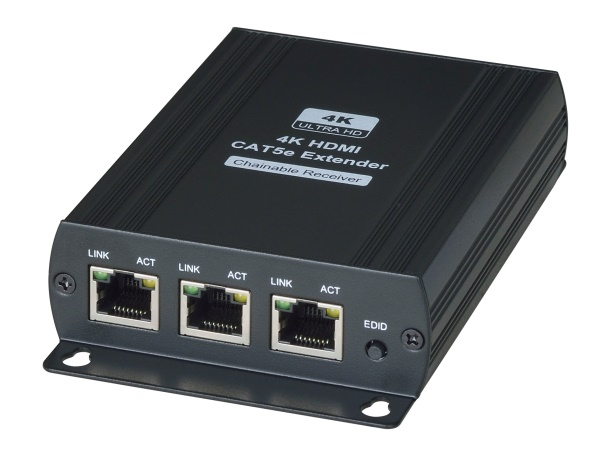 4K
ULTRA HD
4K HDMI
CAT5e Extender
Chainable Receiver
LINK ACT LINK ACT LINK ACT
EDID